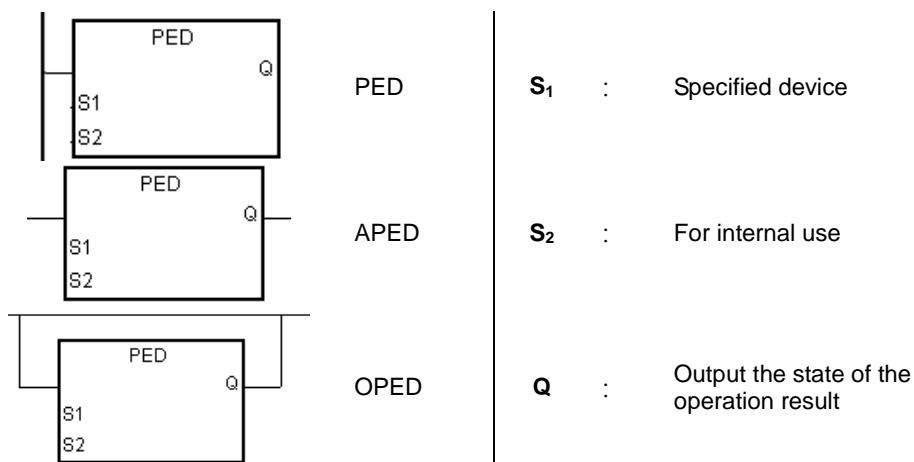 PED
Q
S1
S2
PED
S₁ : Specified device
PED
Q
S1
S2
APED
S₂ : For internal use
PED
Q
S1
S2
OPED
Q : Output the state of the
operation result